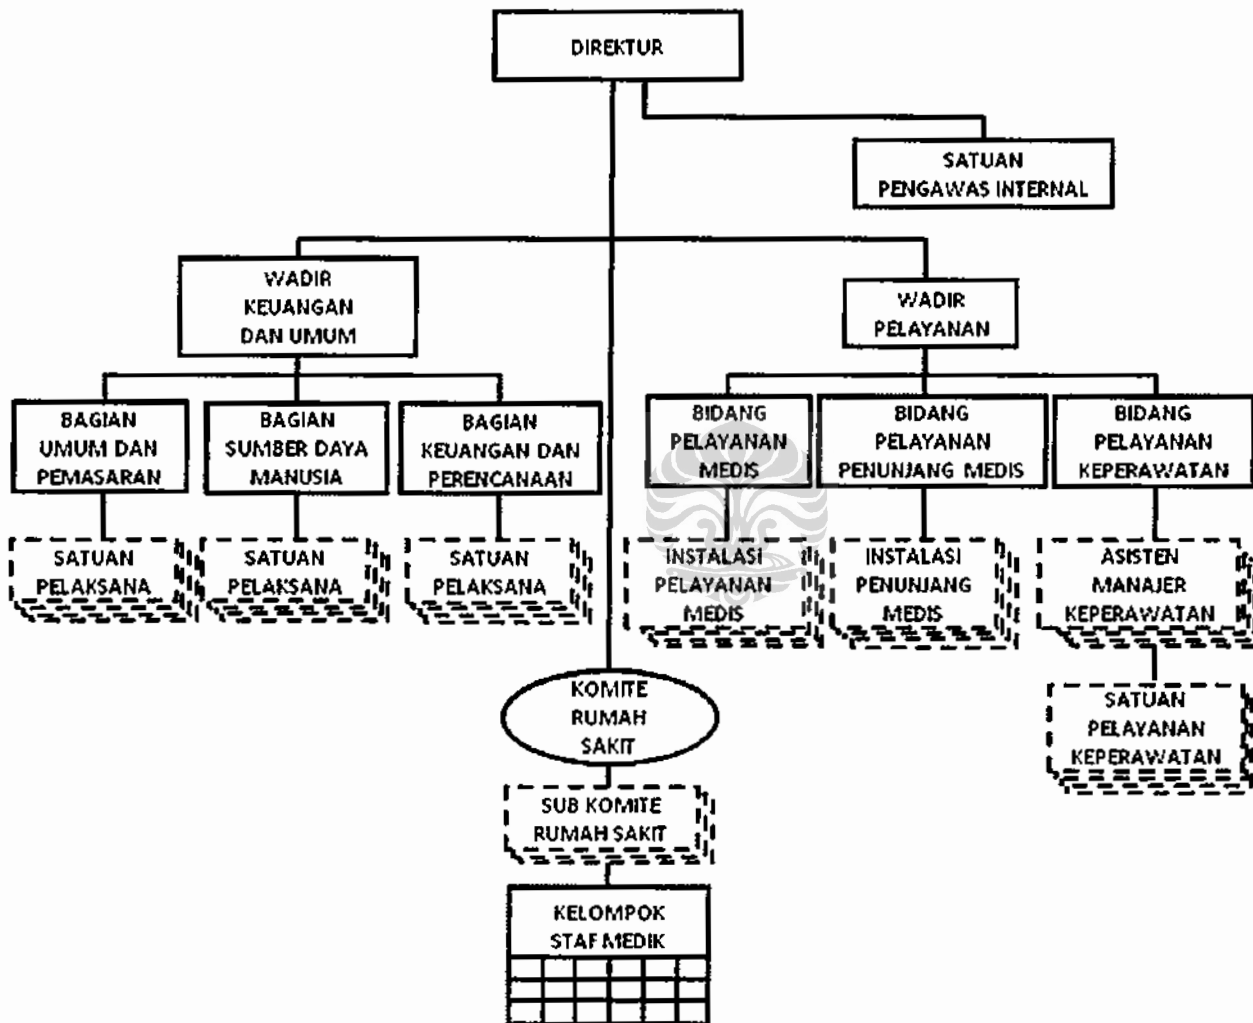 DIREKTUR
SATUAN
PENGAWAS INTERNAL
WADIR
KEUANGAN
DAN UMUM
WADIR
PELAYANAN
BAGIAN
UMUM DAN
PEMASARAN
BAGIAN
SUMBER DAYA
MANUSIA
BAGIAN
KEUANGAN DAN
PERENCANAAN
BIDANG
PELAYANAN
MEDIS
BIDANG
PELAYANAN
PENUNJANG MEDIS
BIDANG
PELAYANAN
KEPERAWATAN
SATUAN
PELAKSANA
SATUAN
PELAKSANA
SATUAN
PELAKSANA
INSTALASI
PELAYANAN
MEDIS
INSTALASI
PENUNJANG
MEDIS
ASISTEN
MANAJER
KEPERAWATAN
SATUAN
PELAYANAN
KEPERAWATAN
KOMITE
RUMAH
SAKIT
SUB KOMITE
RUMAH SAKIT
KELOMPOK
STAF MEDIK